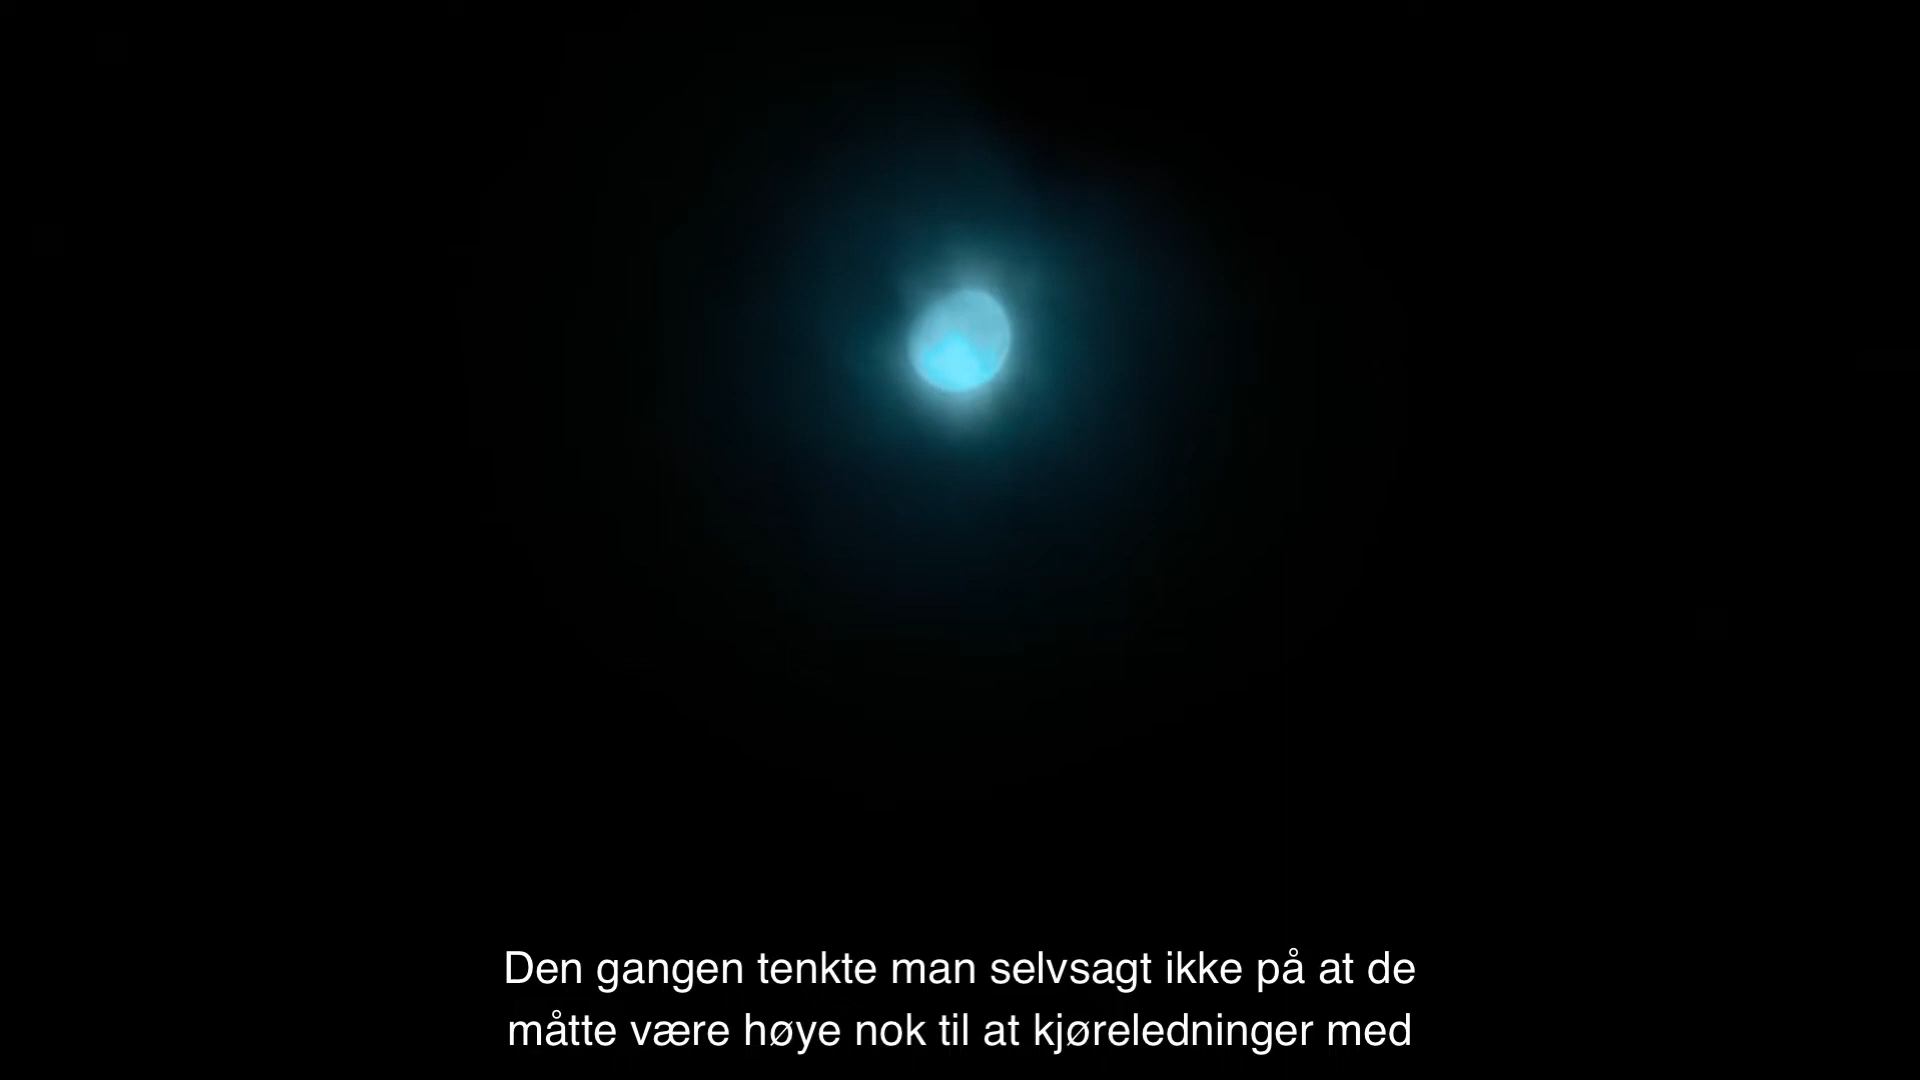 Den gangen tenkte man selvsagt ikke på at de
måtte være høye nok til at kjøreledninger med